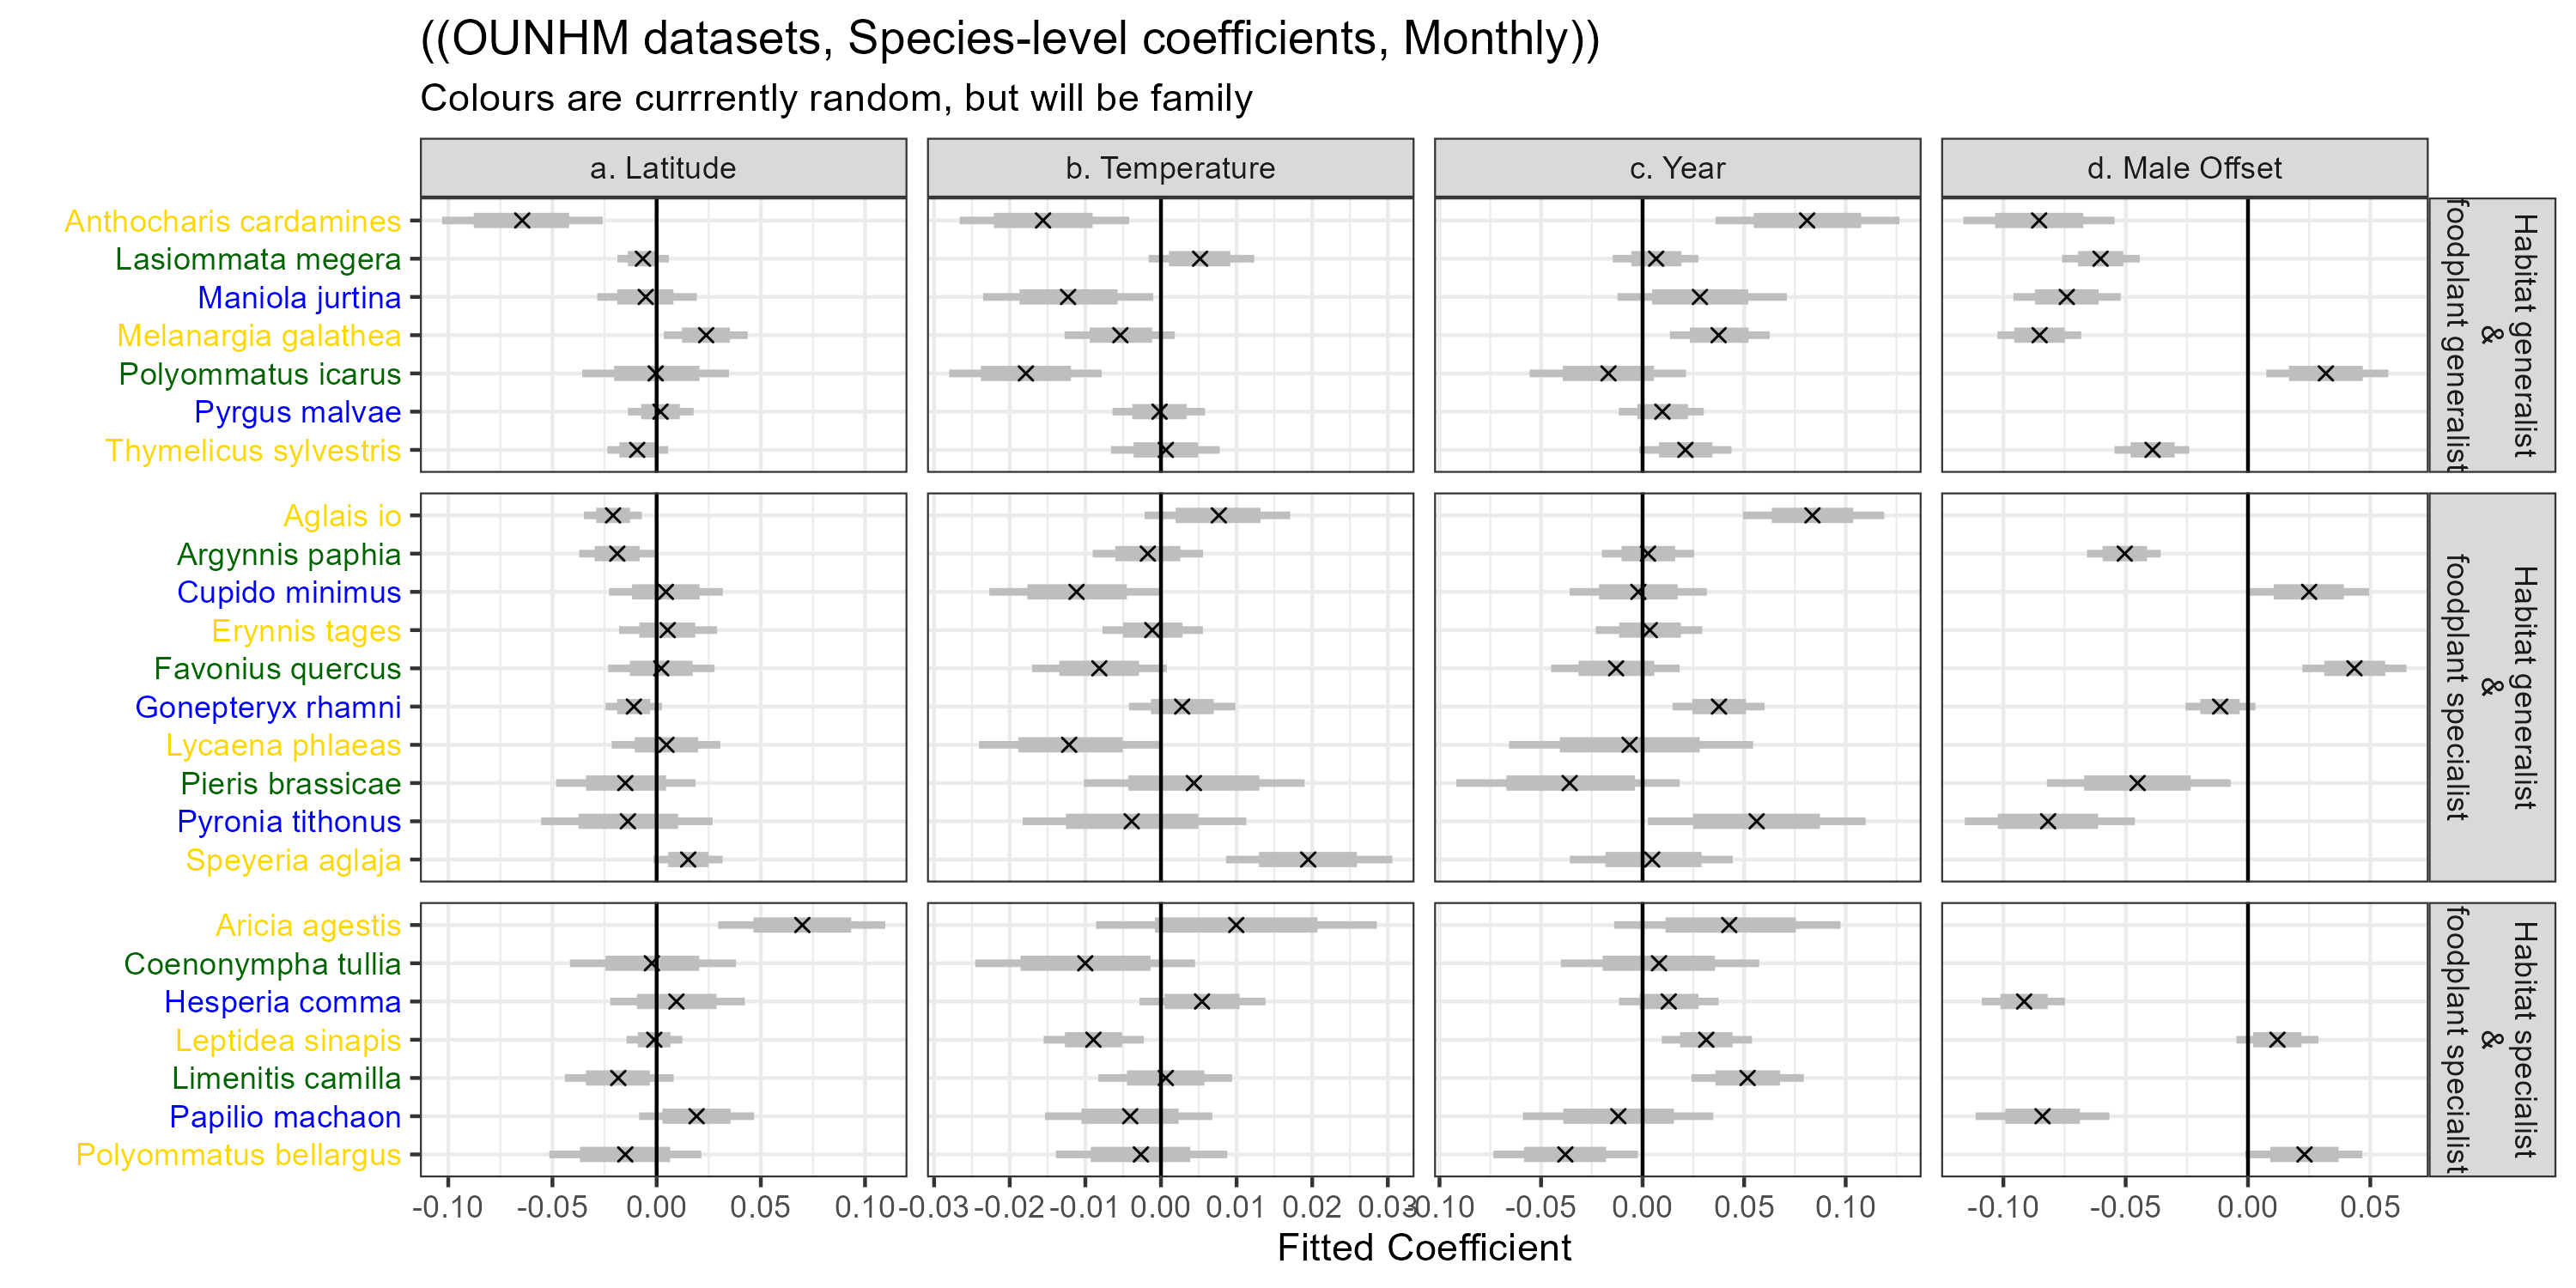 ((OUNHM datasets, Species-level coefficients, Monthly))
Colours are currrently random, but will be family
a. Latitude
b. Temperature
c. Year
d. Male Offset
Anthocharis cardamines
Lasiommata megera
Maniola jurtina
Melanargia galathea
Polyommatus icarus
Pyrgus malvae
Thymelicus sylvestris
Habitat generalist
&
foodplant generalist
Aglais io
Argynnis paphia
Cupido minimus
Erynnis tages
Favonius quercus
Gonepteryx rhamni
Lycaena phlaeas
Pieris brassicae
Pyronia tithonus
Speyeria aglaja
Habitat generalist
&
foodplant specialist
Aricia agestis
Coenonympha tullia
Hesperia comma
Leptidea sinapis
Limenitis camilla
Papilio machaon
Polyommatus bellargus
Habitat specialist
&
foodplant specialist
-0.10 -0.05 0.00 0.05 0.10
-0.03 -0.02 -0.01 0.00 0.01 0.02 0.03
-0.10 -0.05 0.00 0.05 0.10
-0.10 -0.05 0.00 0.05
Fitted Coefficient